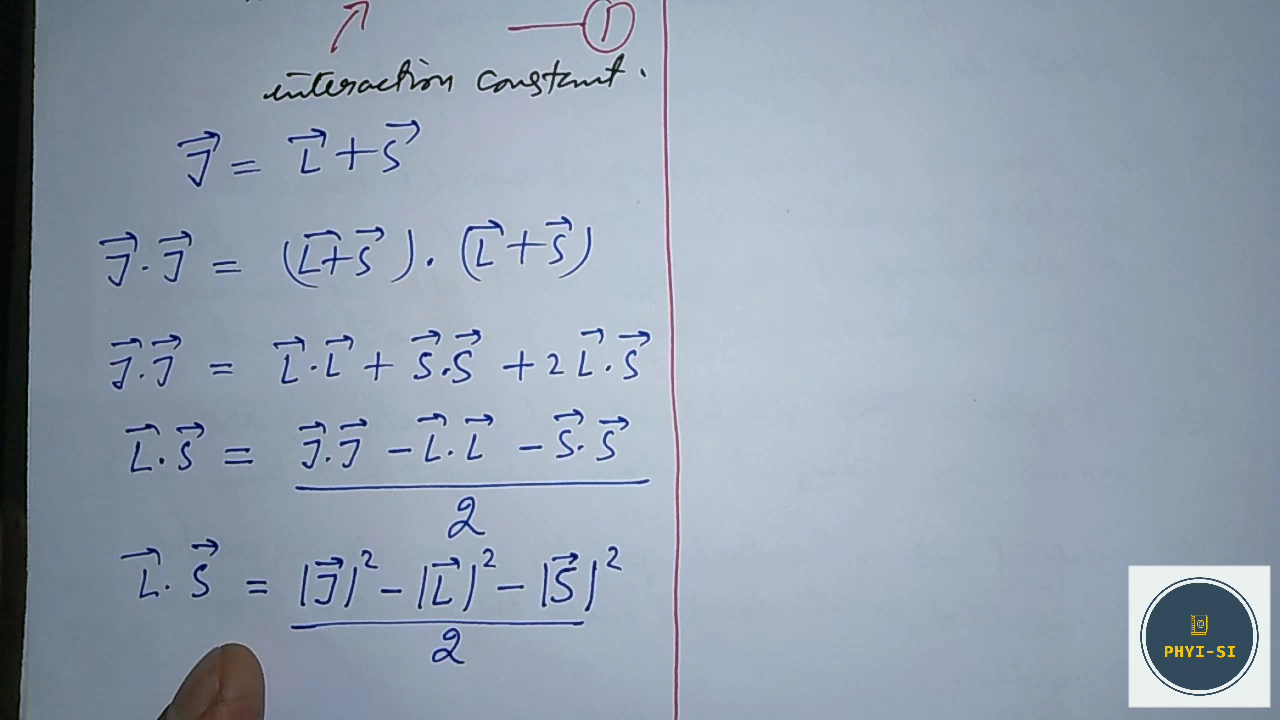 ①
interaction constant.
J⃗ = L⃗ + S⃗
J⃗ . J⃗ = (L⃗ + S⃗) . (L⃗ + S⃗)
J⃗ . J⃗ = L⃗ . L⃗ + S⃗ . S⃗ + 2 L⃗ . S⃗
L⃗ . S⃗ = J⃗ . J⃗ - L⃗ . L⃗ - S⃗ . S⃗
2
L⃗ . S⃗ = |J⃗|² - |L⃗|² - |S⃗|²
2
PHYI-SI